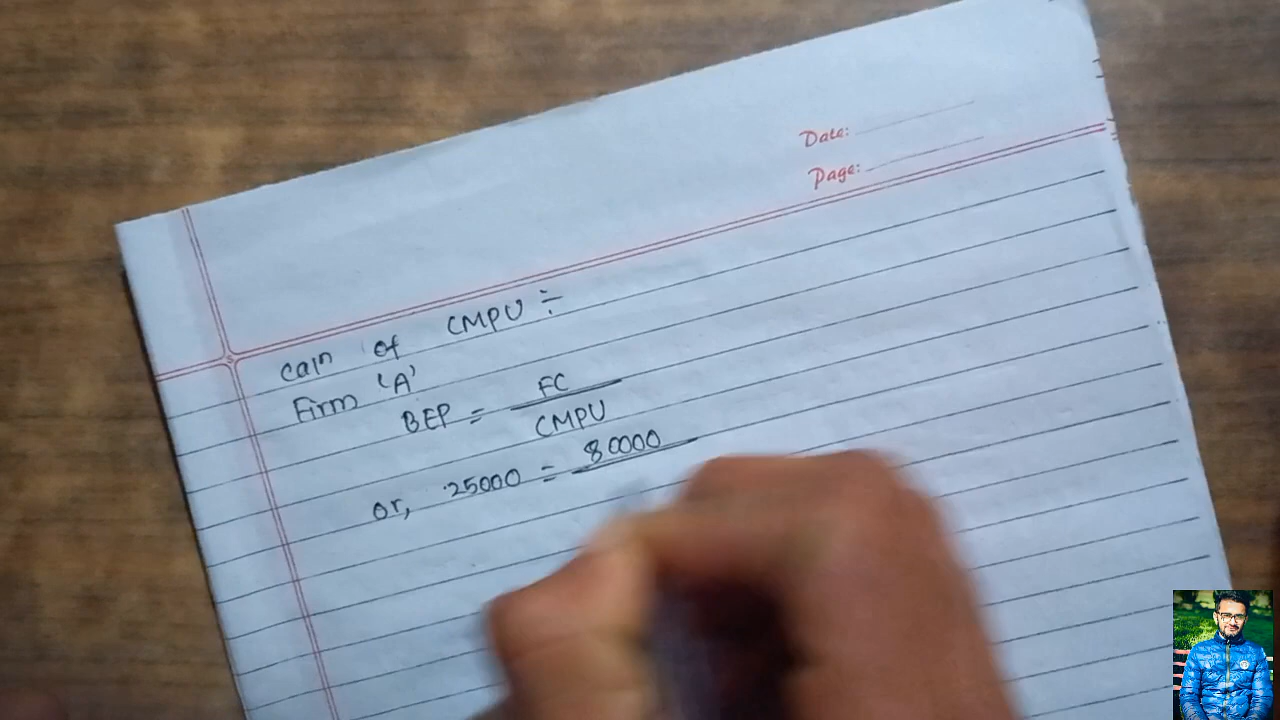 Date:
Page:
Caln of CMPU :-
Firm 'A'
BEP = FC / CMPU
or, 25000 = 80000